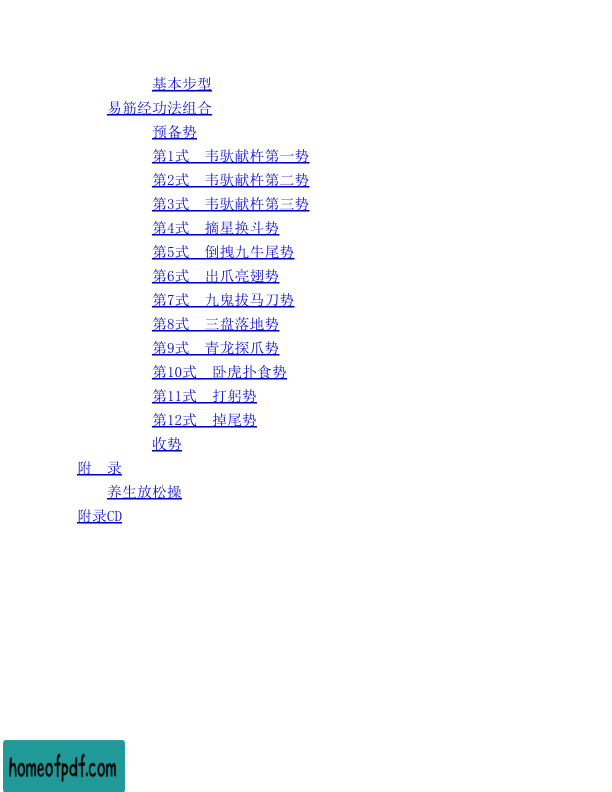 基本步型
易筋经功法组合
预备势
第1式　韦驮献杵第一势
第2式　韦驮献杵第二势
第3式　韦驮献杵第三势
第4式　摘星换斗势
第5式　倒拽九牛尾势
第6式　出爪亮翅势
第7式　九鬼拔马刀势
第8式　三盘落地势
第9式　青龙探爪势
第10式　卧虎扑食势
第11式　打躬势
第12式　掉尾势
收势
附　录
养生放松操
附录CD
homeofpdf.com